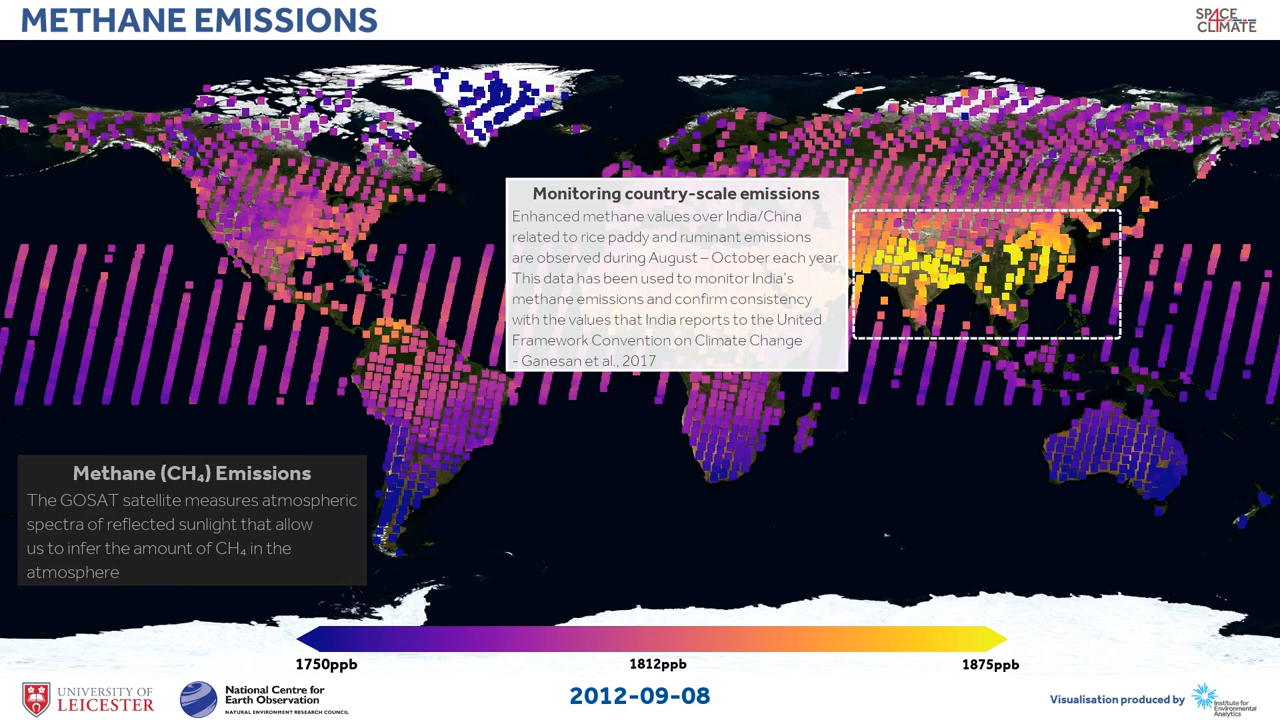 METHANE EMISSIONS
SP4CE
CLIMATE
Monitoring country-scale emissions
Enhanced methane values over India/China
related to rice paddy and ruminant emissions
are observed during August – October each year.
This data has been used to monitor India's
methane emissions and confirm consistency
with the values that India reports to the United
Framework Convention on Climate Change
- Ganesan et al., 2017
Methane (CH₄) Emissions
The GOSAT satellite measures atmospheric
spectra of reflected sunlight that allow
us to infer the amount of CH₄ in the
atmosphere
1750ppb 1812ppb 1875ppb
UNIVERSITY OF
LEICESTER
National Centre for
Earth Observation
NATURAL ENVIRONMENT RESEARCH COUNCIL
2012-09-08
Visualisation produced by
Institute for
Environmental
Analytics